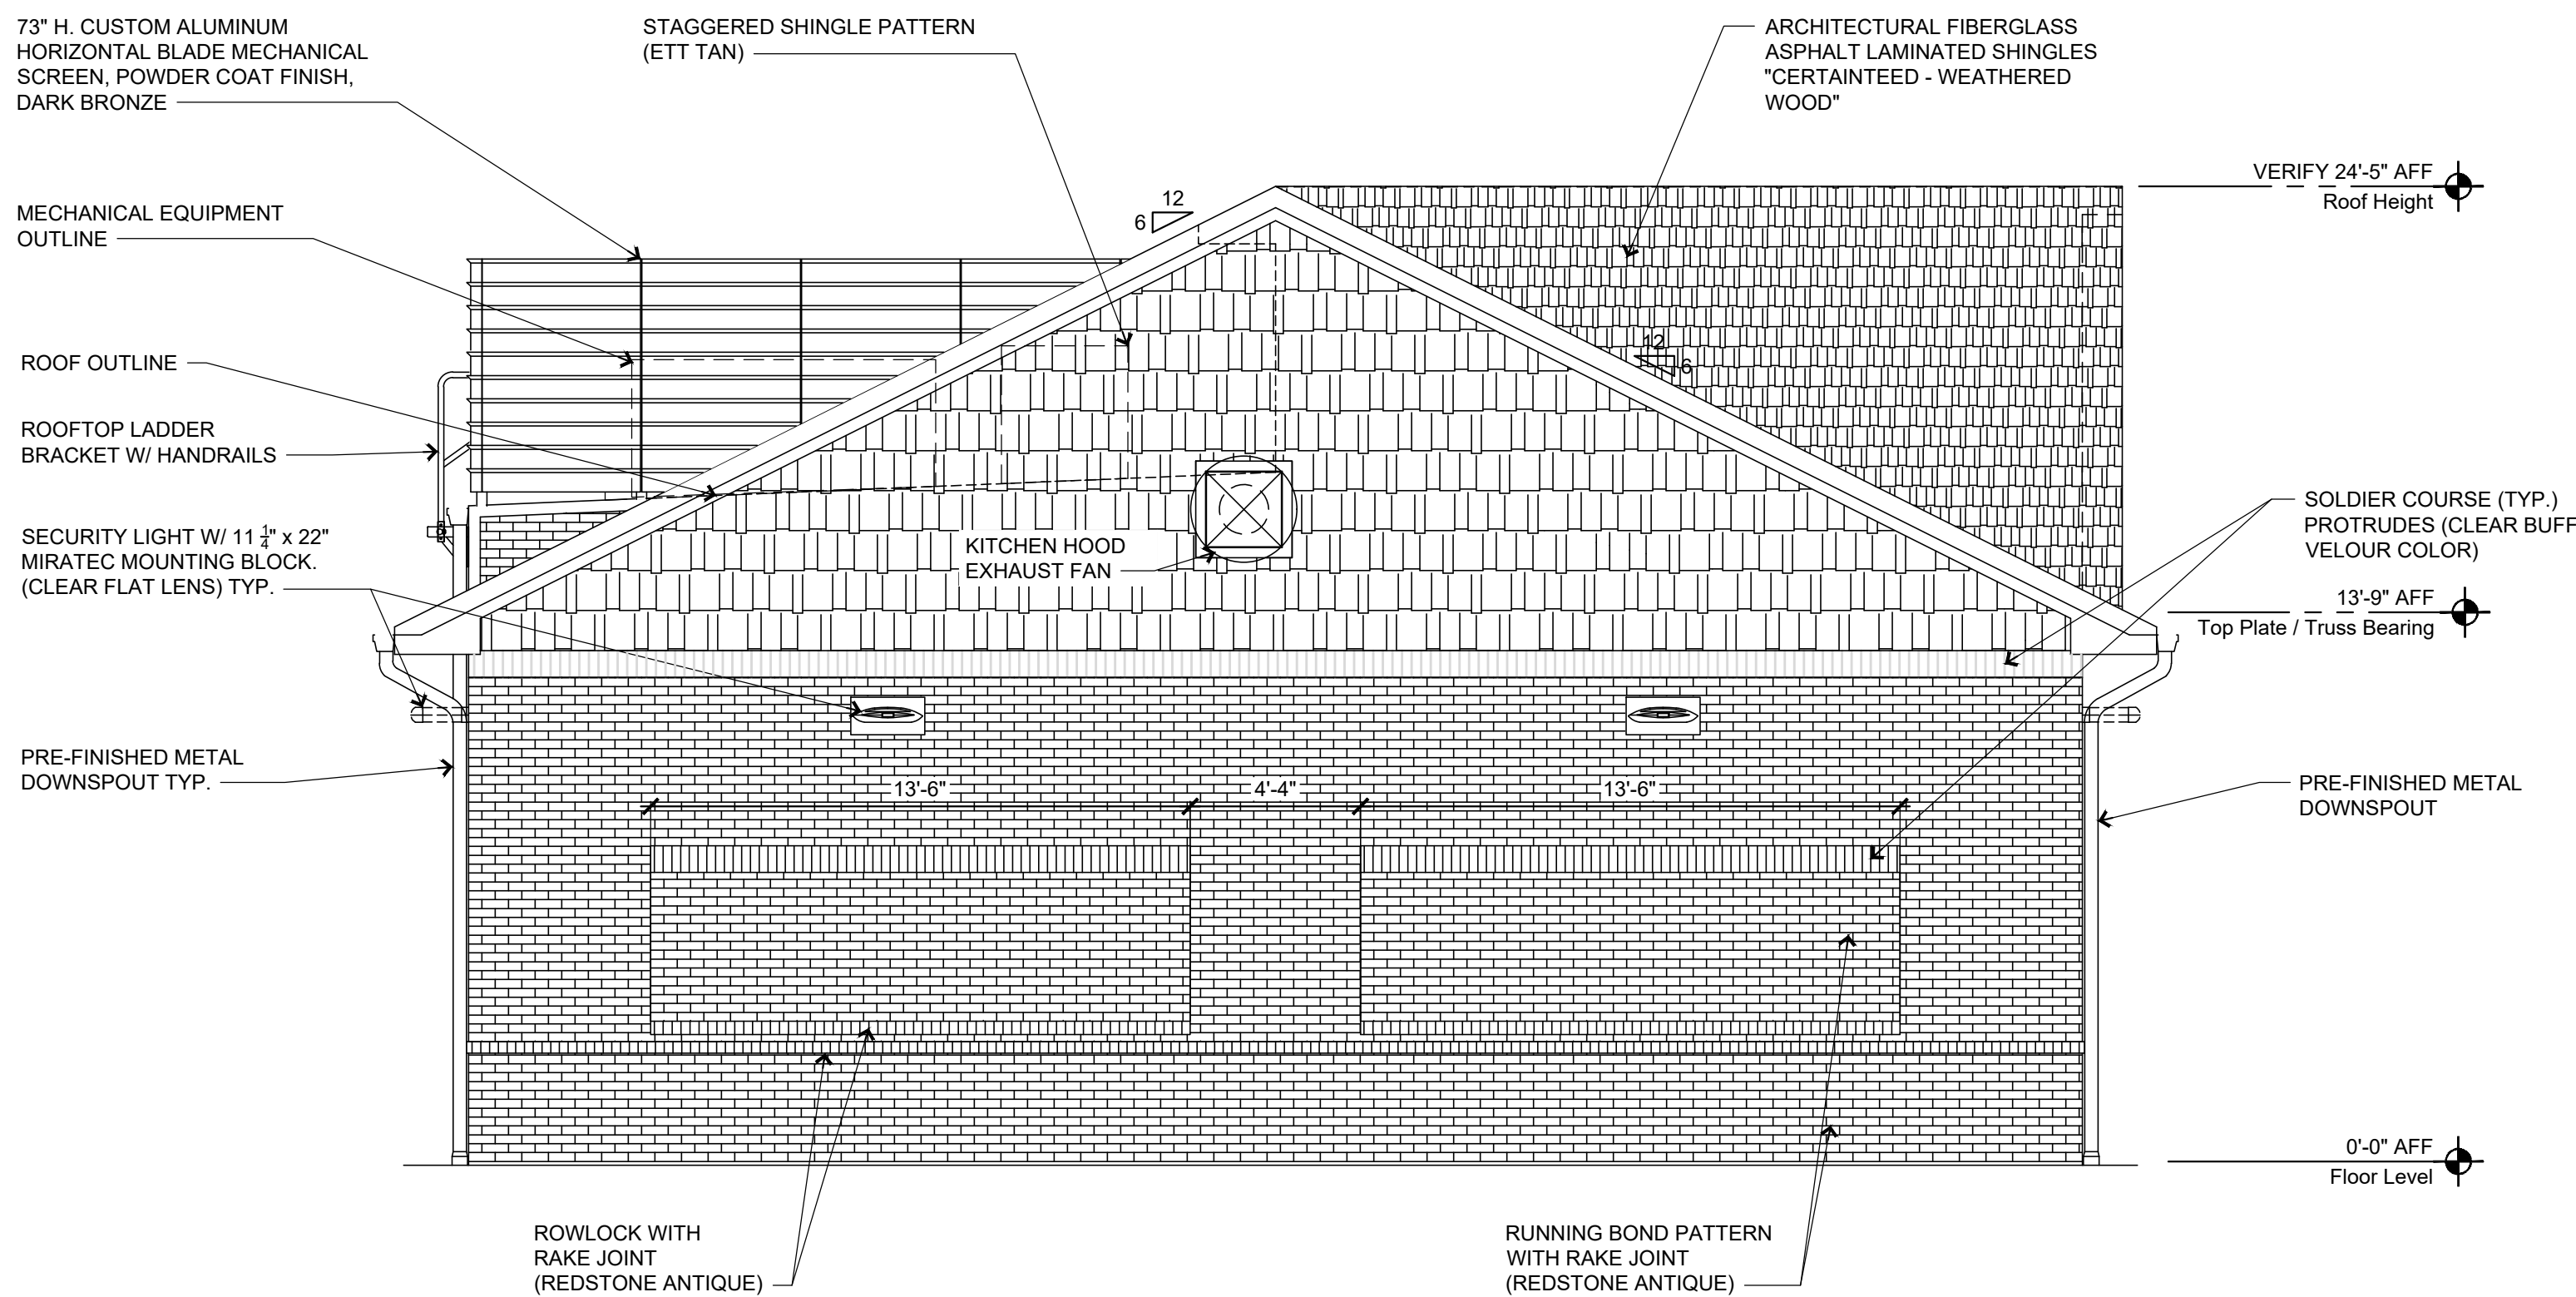 73" H. CUSTOM ALUMINUM
HORIZONTAL BLADE MECHANICAL
SCREEN, POWDER COAT FINISH,
DARK BRONZE
STAGGERED SHINGLE PATTERN
(ETT TAN)
ARCHITECTURAL FIBERGLASS
ASPHALT LAMINATED SHINGLES
"CERTAINTEED - WEATHERED
WOOD"
VERIFY 24'-5" AFF
Roof Height
12
6
MECHANICAL EQUIPMENT
OUTLINE
12
6
ROOF OUTLINE
ROOFTOP LADDER
BRACKET W/ HANDRAILS
SECURITY LIGHT W/ 11 1/4" x 22"
MIRATEC MOUNTING BLOCK.
(CLEAR FLAT LENS) TYP.
KITCHEN HOOD
EXHAUST FAN
SOLDIER COURSE (TYP.)
PROTRUDES (CLEAR BUFF
VELOUR COLOR)
13'-9" AFF
Top Plate / Truss Bearing
PRE-FINISHED METAL
DOWNSPOUT TYP.
13'-6"
4'-4"
13'-6"
PRE-FINISHED METAL
DOWNSPOUT
0'-0" AFF
Floor Level
ROWLOCK WITH
RAKE JOINT
(REDSTONE ANTIQUE)
RUNNING BOND PATTERN
WITH RAKE JOINT
(REDSTONE ANTIQUE)